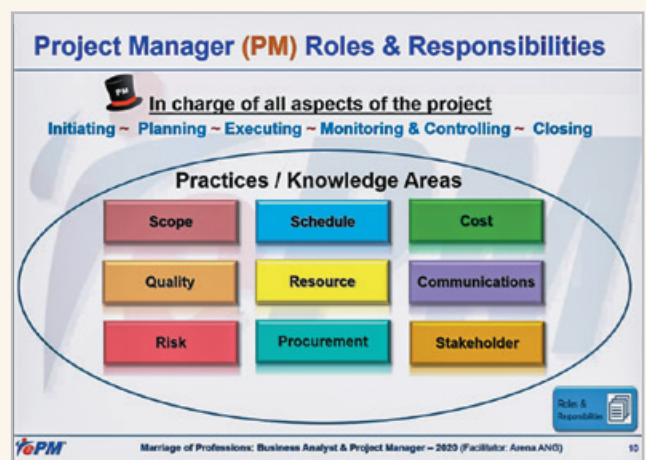 Project Manager (PM) Roles & Responsibilities
PM
In charge of all aspects of the project
Initiating ~ Planning ~ Executing ~ Monitoring & Controlling ~ Closing
Practices / Knowledge Areas
Scope
Schedule
Cost
Quality
Resource
Communications
Risk
Procurement
Stakeholder
Roles &
Responsibilities
ePM
Marriage of Professions: Business Analyst & Project Manager – 2020 (Facilitator: Arena ANG)
10